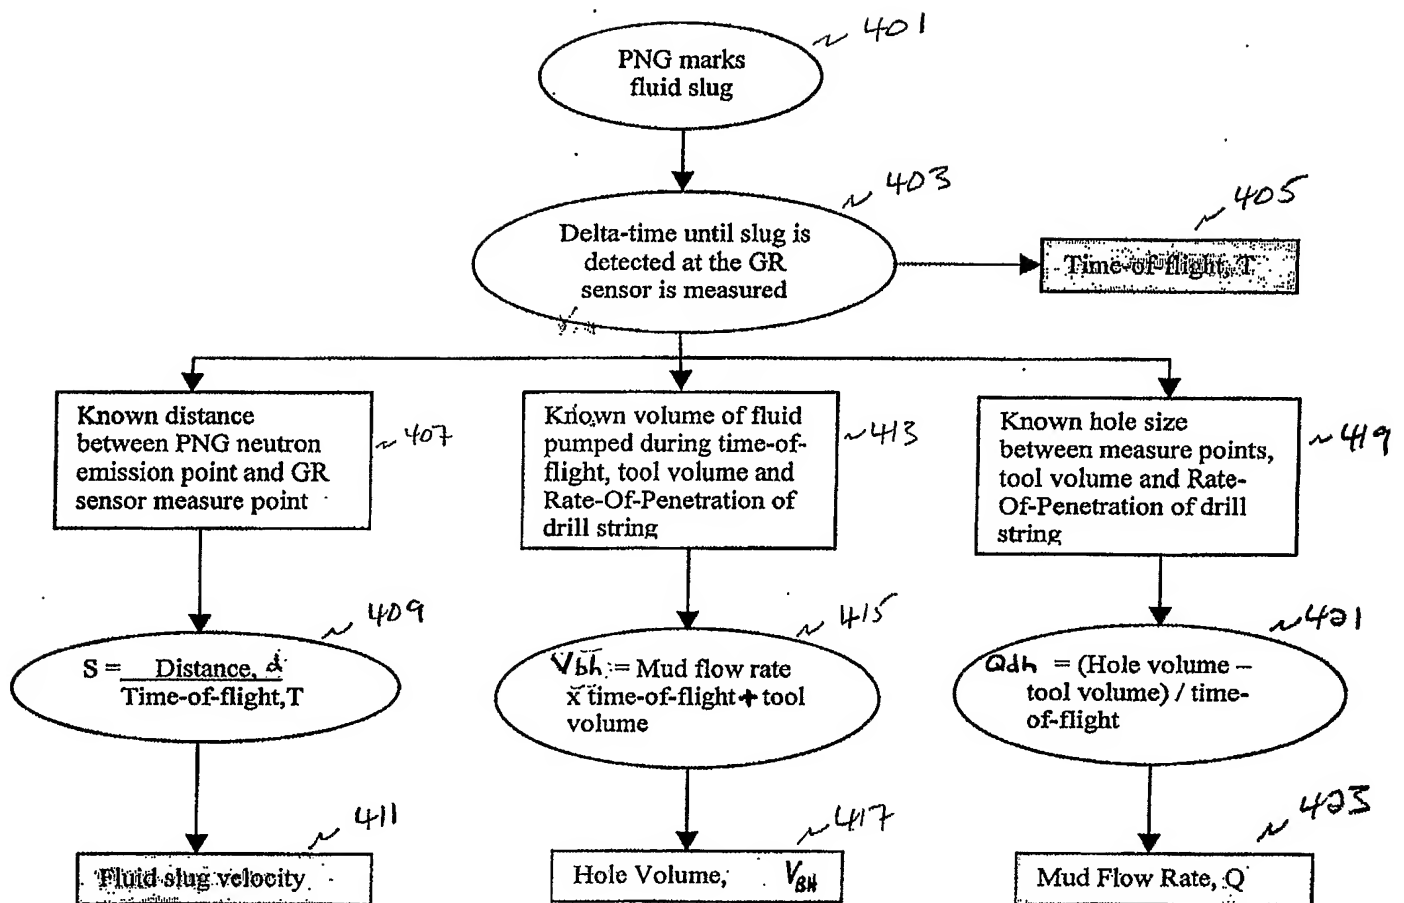 401
PNG marks
fluid slug
403
405
Delta-time until slug is
detected at the GR
sensor is measured
Time-of-flight, T
Known distance
between PNG neutron
emission point and GR
sensor measure point
407
Known volume of fluid
pumped during time-of-
flight, tool volume and
Rate-Of-Penetration of
drill string
413
Known hole size
between measure points,
tool volume and Rate-
Of-Penetration of drill
string
419
409
S = Distance, d
Time-of-flight, T
415
Vbh = Mud flow rate
x time-of-flight + tool
volume
421
Qdh = (Hole volume –
tool volume) / time-
of-flight
411
Fluid slug velocity
417
Hole Volume, VBH
423
Mud Flow Rate, Q